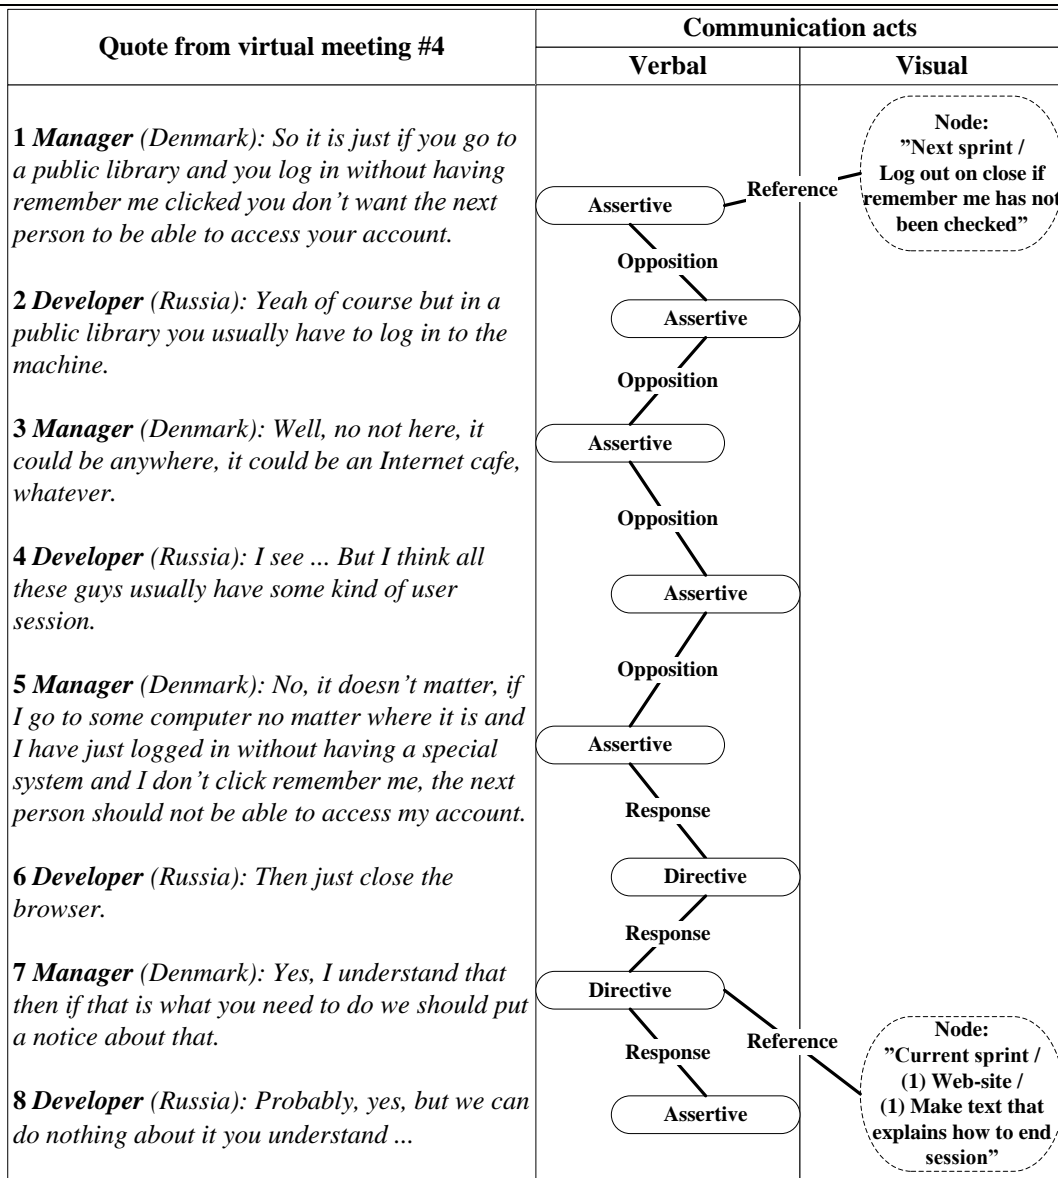 Quote from virtual meeting #4
Communication acts
Verbal
Visual
1 Manager (Denmark): So it is just if you go to
a public library and you log in without having
remember me clicked you don't want the next
person to be able to access your account.
Node:
"Next sprint /
Log out on close if
remember me has not
been checked"
Reference
Assertive
Opposition
2 Developer (Russia): Yeah of course but in a
public library you usually have to log in to the
machine.
Assertive
Opposition
3 Manager (Denmark): Well, no not here, it
could be anywhere, it could be an Internet cafe,
whatever.
Assertive
Opposition
4 Developer (Russia): I see ... But I think all
these guys usually have some kind of user
session.
Assertive
Opposition
5 Manager (Denmark): No, it doesn't matter, if
I go to some computer no matter where it is and
I have just logged in without having a special
system and I don't click remember me, the next
person should not be able to access my account.
Assertive
Response
6 Developer (Russia): Then just close the
browser.
Directive
Response
7 Manager (Denmark): Yes, I understand that
then if that is what you need to do we should put
a notice about that.
Directive
Reference
Response
Node:
"Current sprint /
(1) Web-site /
(1) Make text that
explains how to end
session"
8 Developer (Russia): Probably, yes, but we can
do nothing about it you understand ...
Assertive